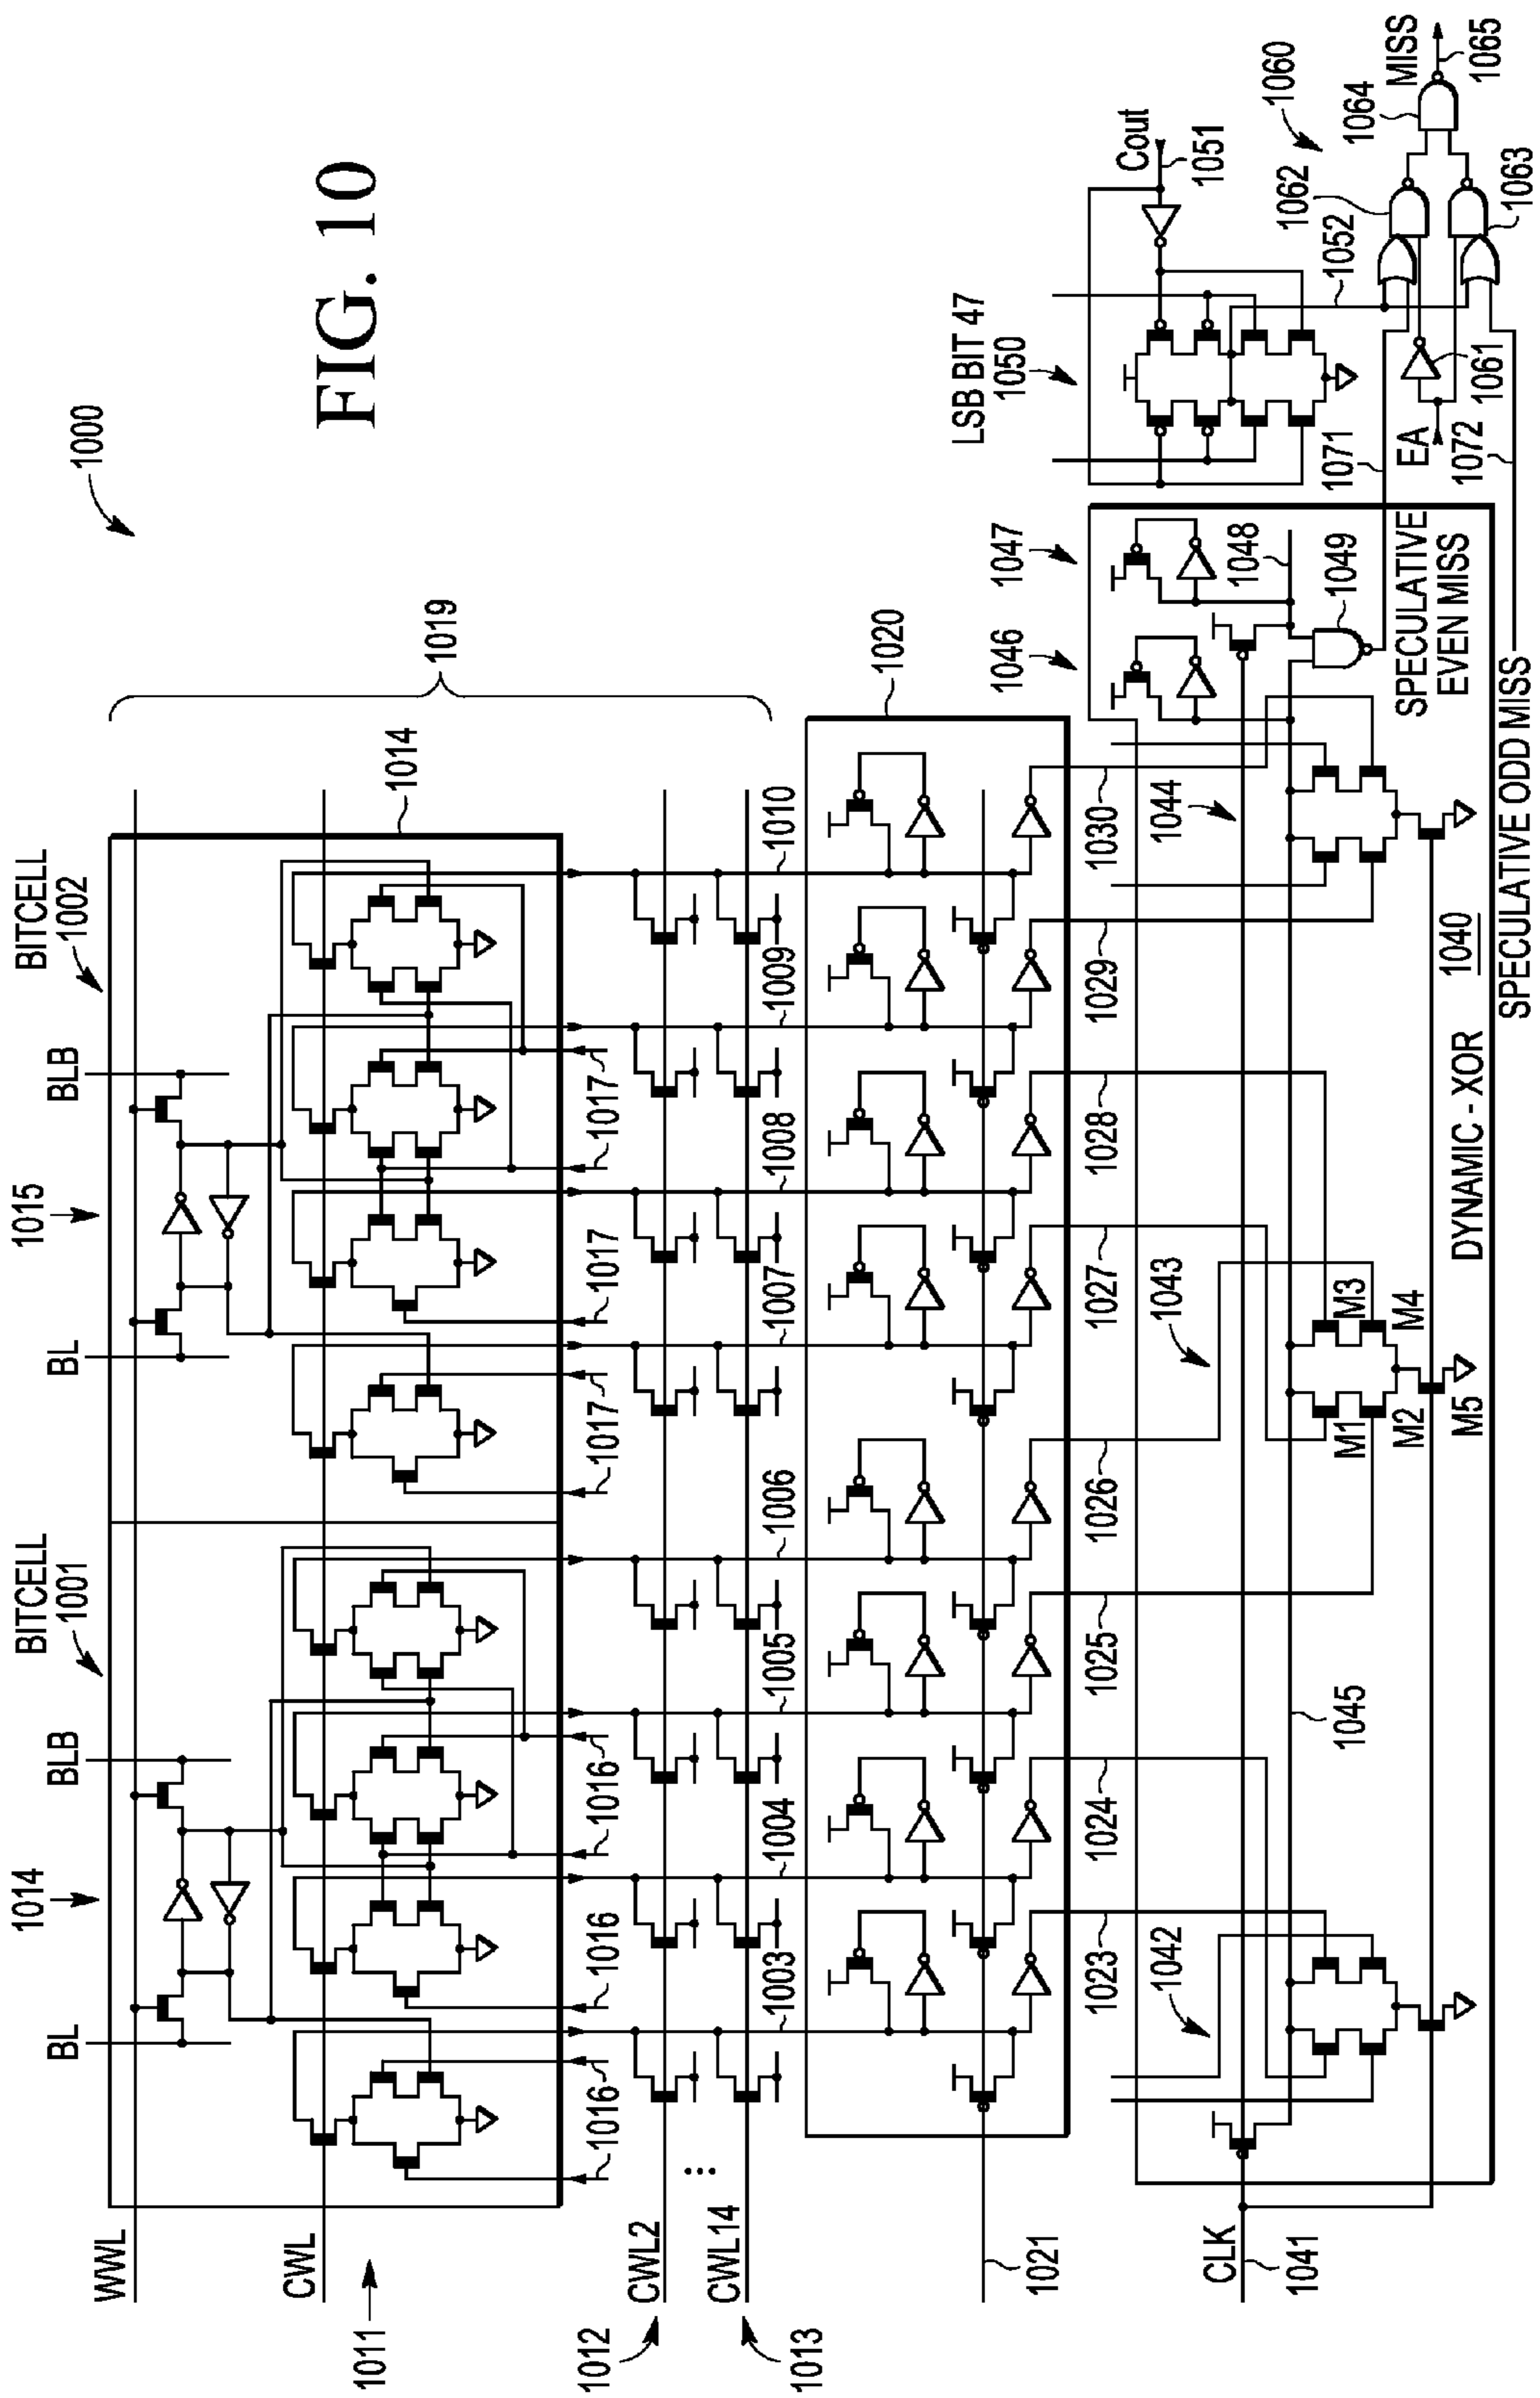 FIG. 10
1000
BITCELL
1001
BITCELL
1002
1014
BL
BLB
1015
BL
BLB
WWL
CWL
1011
1014
1019
1016
1016
1016
1016
1017
1017
1017
1017
CWL2
1012
...
CWL14
1013
1003
1004
1005
1006
1007
1008
1009
1010
1020
1021
1023
1024
1025
1026
1027
1028
1029
1030
CLK
1041
1042
1043
1044
1045
M1
M2
M3
M4
M5
DYNAMIC - XOR
1040
1046
1047
1048
1049
SPECULATIVE
EVEN MISS
SPECULATIVE ODD MISS
LSB BIT 47
1050
Cout
1051
1052
1071
EA
1072
1061
1062
1063
1060
1064
MISS
1065